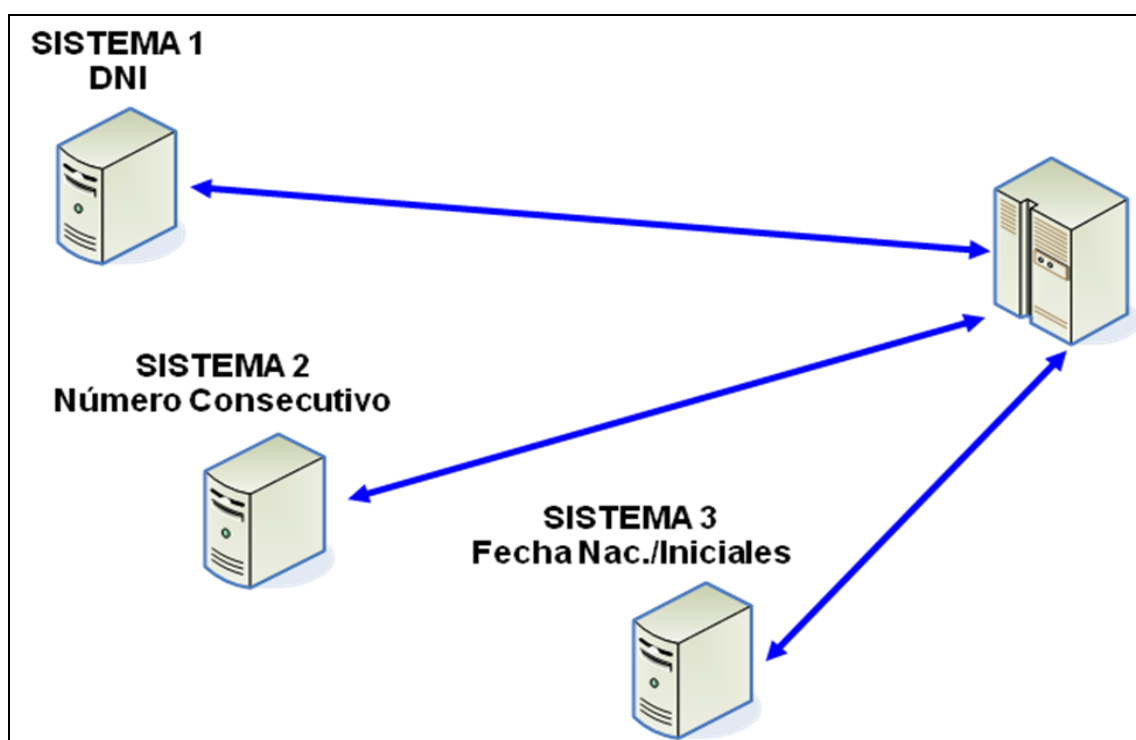 SISTEMA 1
DNI
SISTEMA 2
Número Consecutivo
SISTEMA 3
Fecha Nac./Iniciales